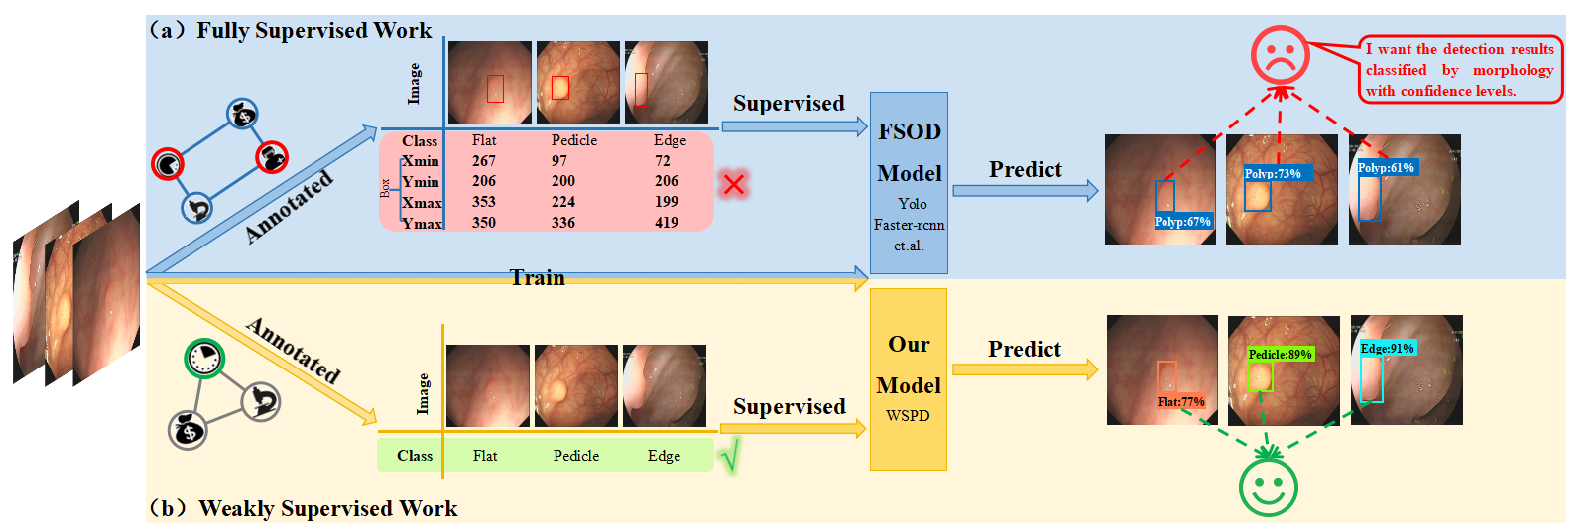 （a）Fully Supervised Work
I want the detection results
classified by morphology
with confidence levels.
Image
Annotated
Class Flat Pedicle Edge
Box
Xmin 267 97 72
Ymin 206 200 206
Xmax 353 224 199
Ymax 350 336 419
Supervised
FSOD
Model
Yolo
Faster-rcnn
ct.al.
Predict
Polyp:67%
Polyp:73%
Polyp:61%
Train
Annotated
Image
Class Flat Pedicle Edge
Supervised
Our
Model
WSPD
Predict
Flat:77%
Pedicle:89%
Edge:91%
（b）Weakly Supervised Work